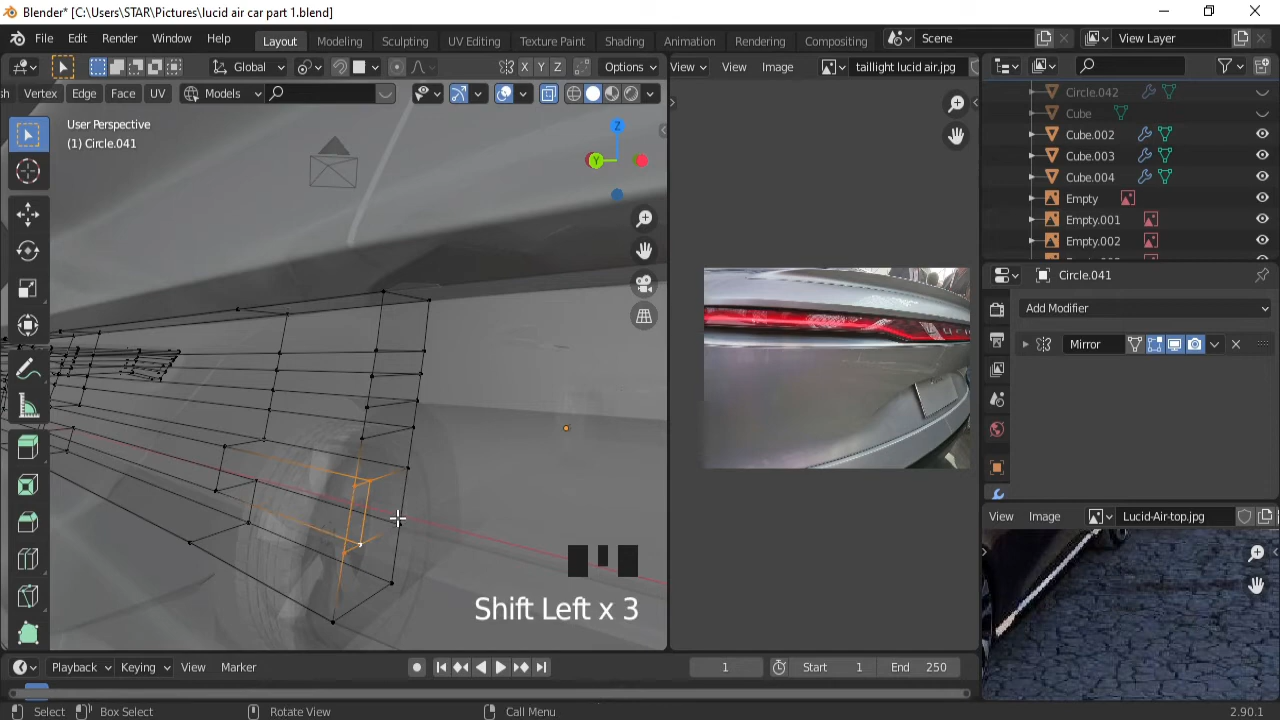 Blender* [C:\Users\STAR\Pictures\lucid air car part 1.blend]
File Edit Render Window Help
Layout Modeling Sculpting UV Editing Texture Paint Shading Animation Rendering Compositing
Scene View Layer
Global X Y Z Options
View View Image taillight lucid air.jpg
Vertex Edge Face UV Models
User Perspective
(1) Circle.041
Z
Y
Circle.042
Cube
Cube.002
Cube.003
Cube.004
Empty
Empty.001
Empty.002
Circle.041
Add Modifier
Mirror
View Image Lucid-Air-top.jpg
Shift Left x 3
Playback Keying View Marker 1 Start 1 End 250
Select Box Select Rotate View Call Menu 2.90.1